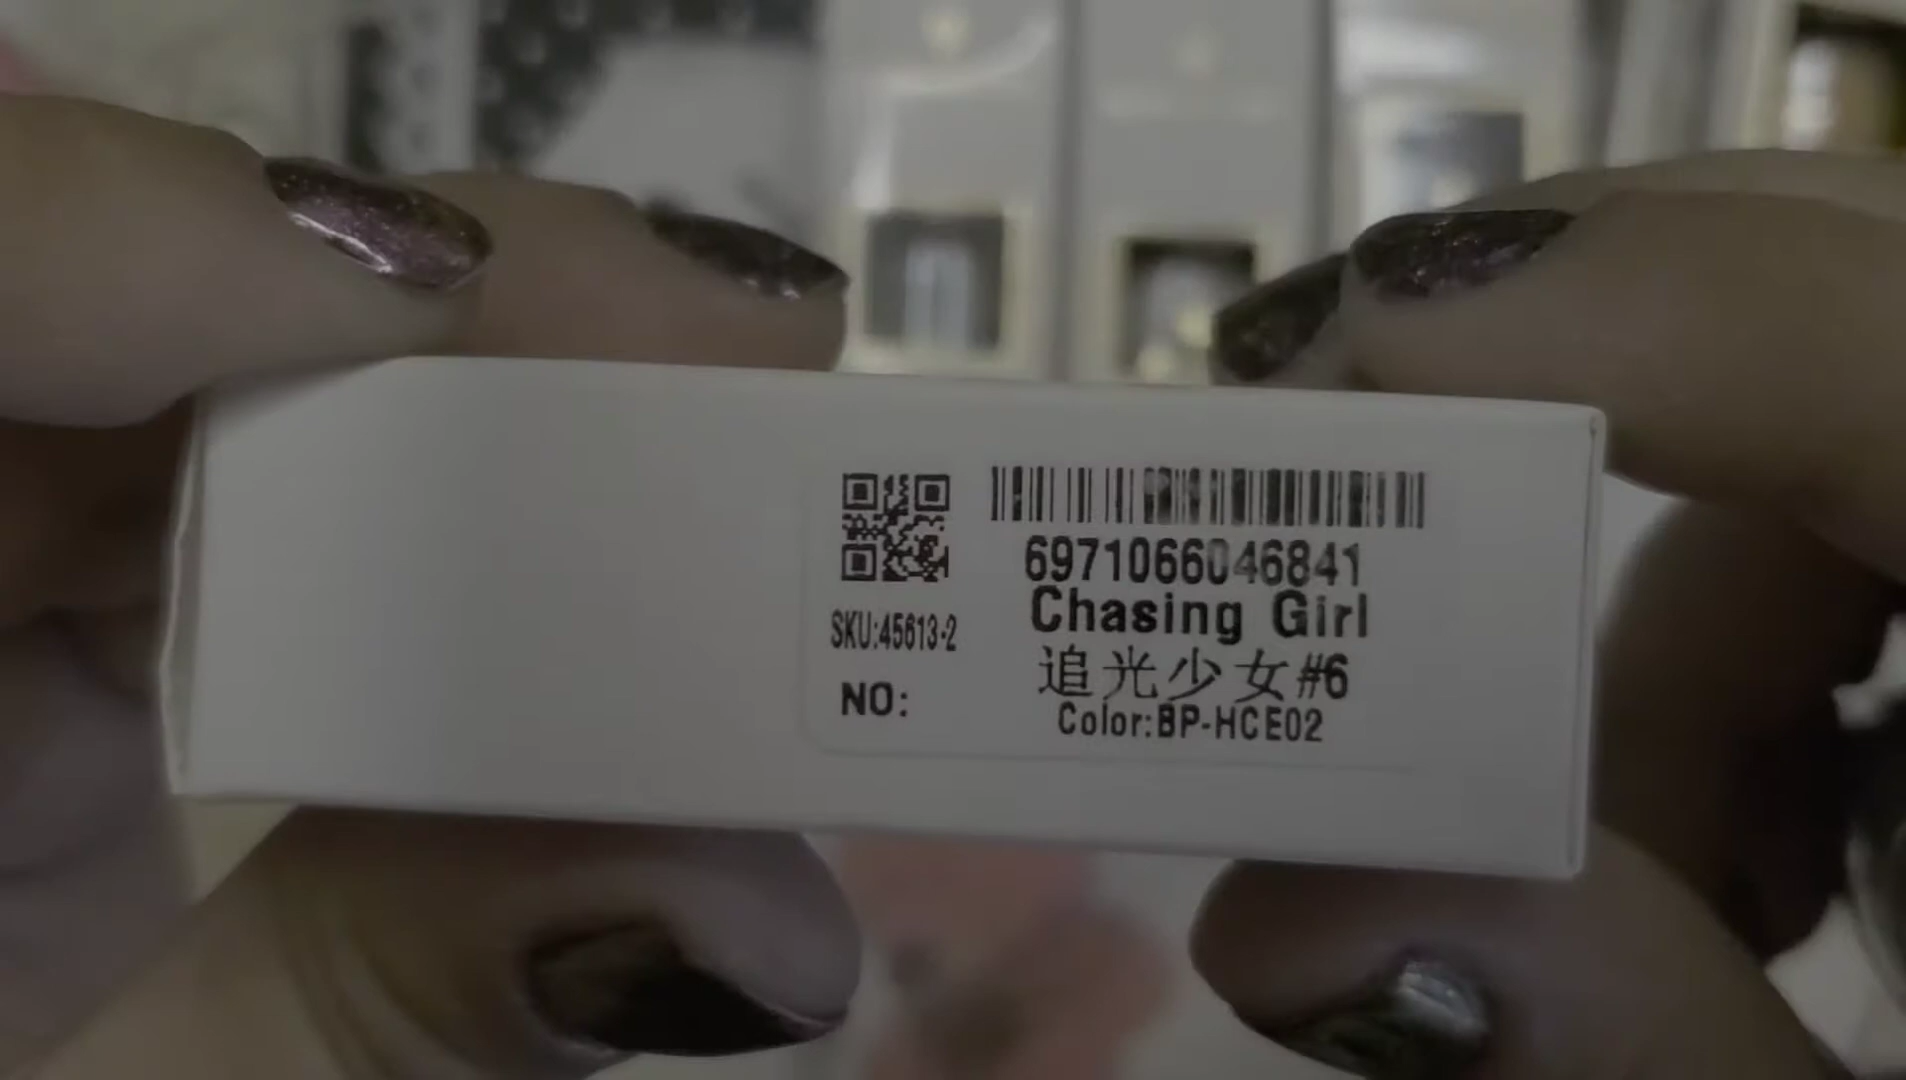 6971066046841
Chasing Girl
追光少女#6
Color:BP-HCE02
SKU:45613-2
NO: